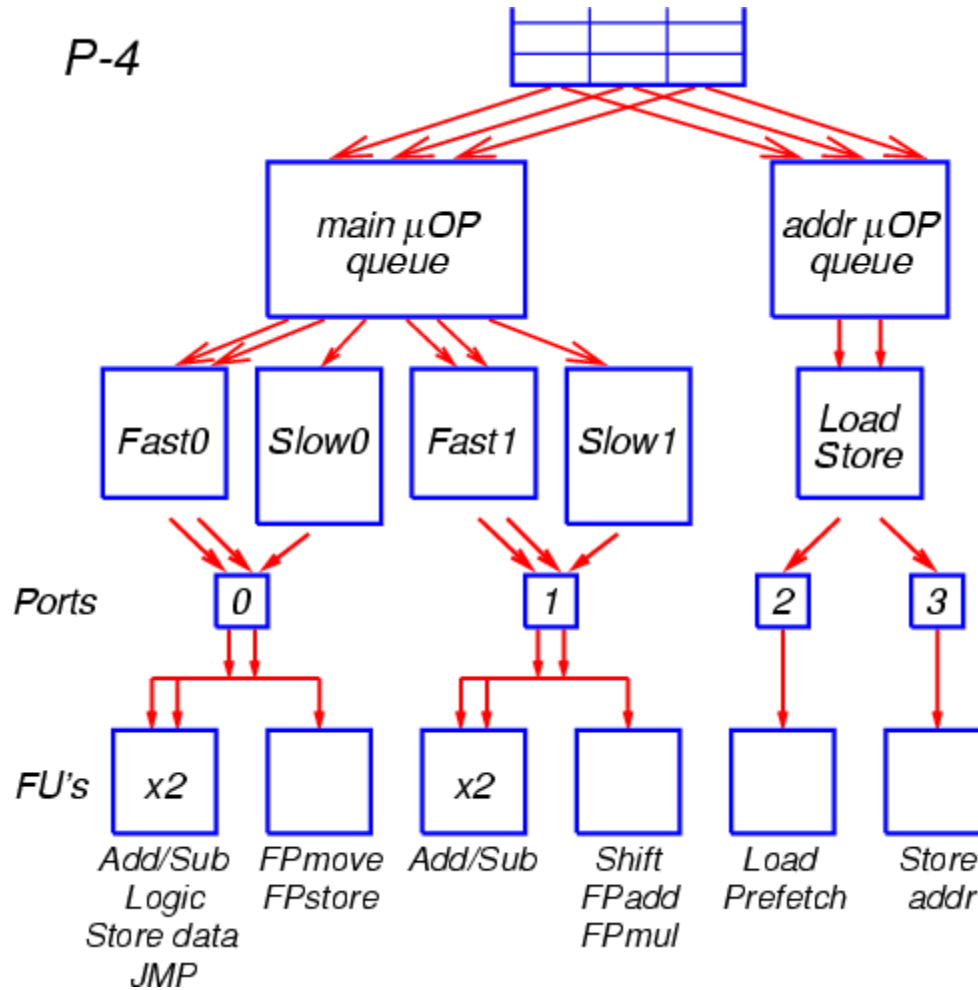 P-4
main μOP
queue
addr μOP
queue
Fast0
Slow0
Fast1
Slow1
Load
Store
Ports
0
1
2
3
FU's
x2
x2
Add/Sub
Logic
Store data
JMP
FPmove
FPstore
Add/Sub
Shift
FPadd
FPmul
Load
Prefetch
Store
addr